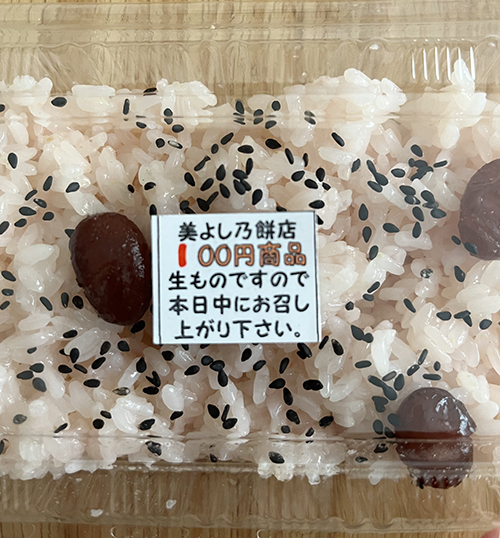 美よし乃餅店
100円商品
生ものですので
本日中にお召し
上がり下さい。